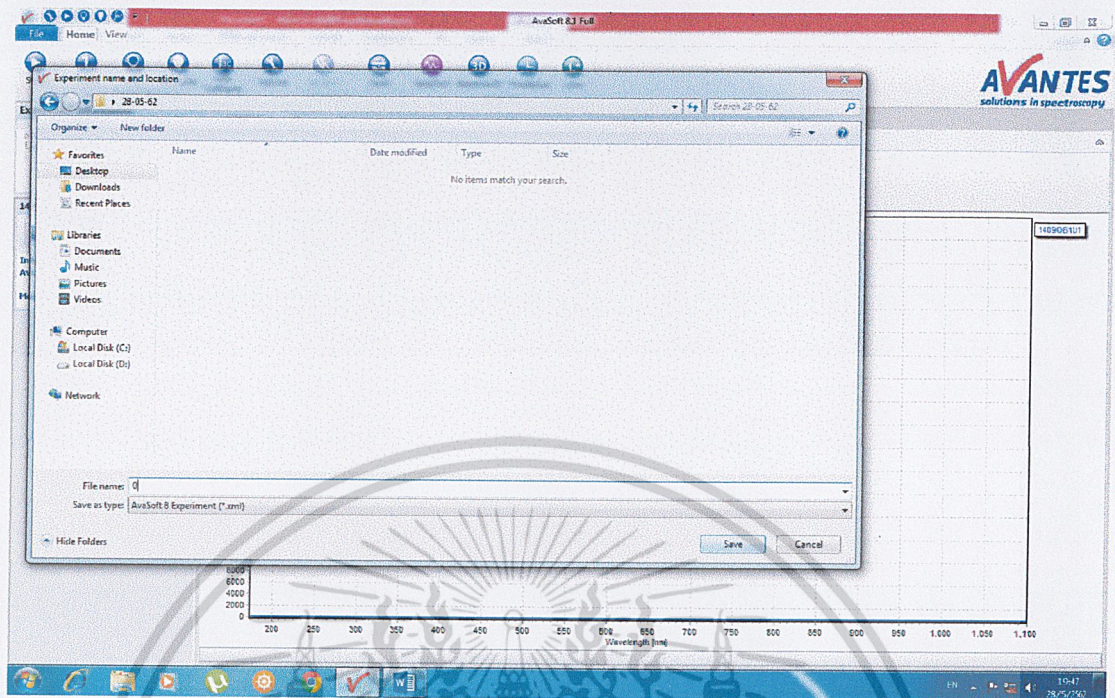 AvaSoft 8.1 Full
File Home View
AVANTES
solutions in spectroscopy
Experiment name and location
28-05-62
Search 28-05-62
Organize New folder
Name Date modified Type Size
No items match your search.
Favorites
Desktop
Downloads
Recent Places
Libraries
Documents
Music
Pictures
Videos
Computer
Local Disk (C:)
Local Disk (D:)
Network
File name: 0
Save as type: AvaSoft 8 Experiment (*.xml)
Hide Folders
Save Cancel
1409061U1
8000
6000
4000
2000
0
200 250 300 350 400 450 500 550 600 650 700 750 800 850 900 950 1.000 1.050 1.100
Wavelength [nm]
EN
19:47
28/5/2562